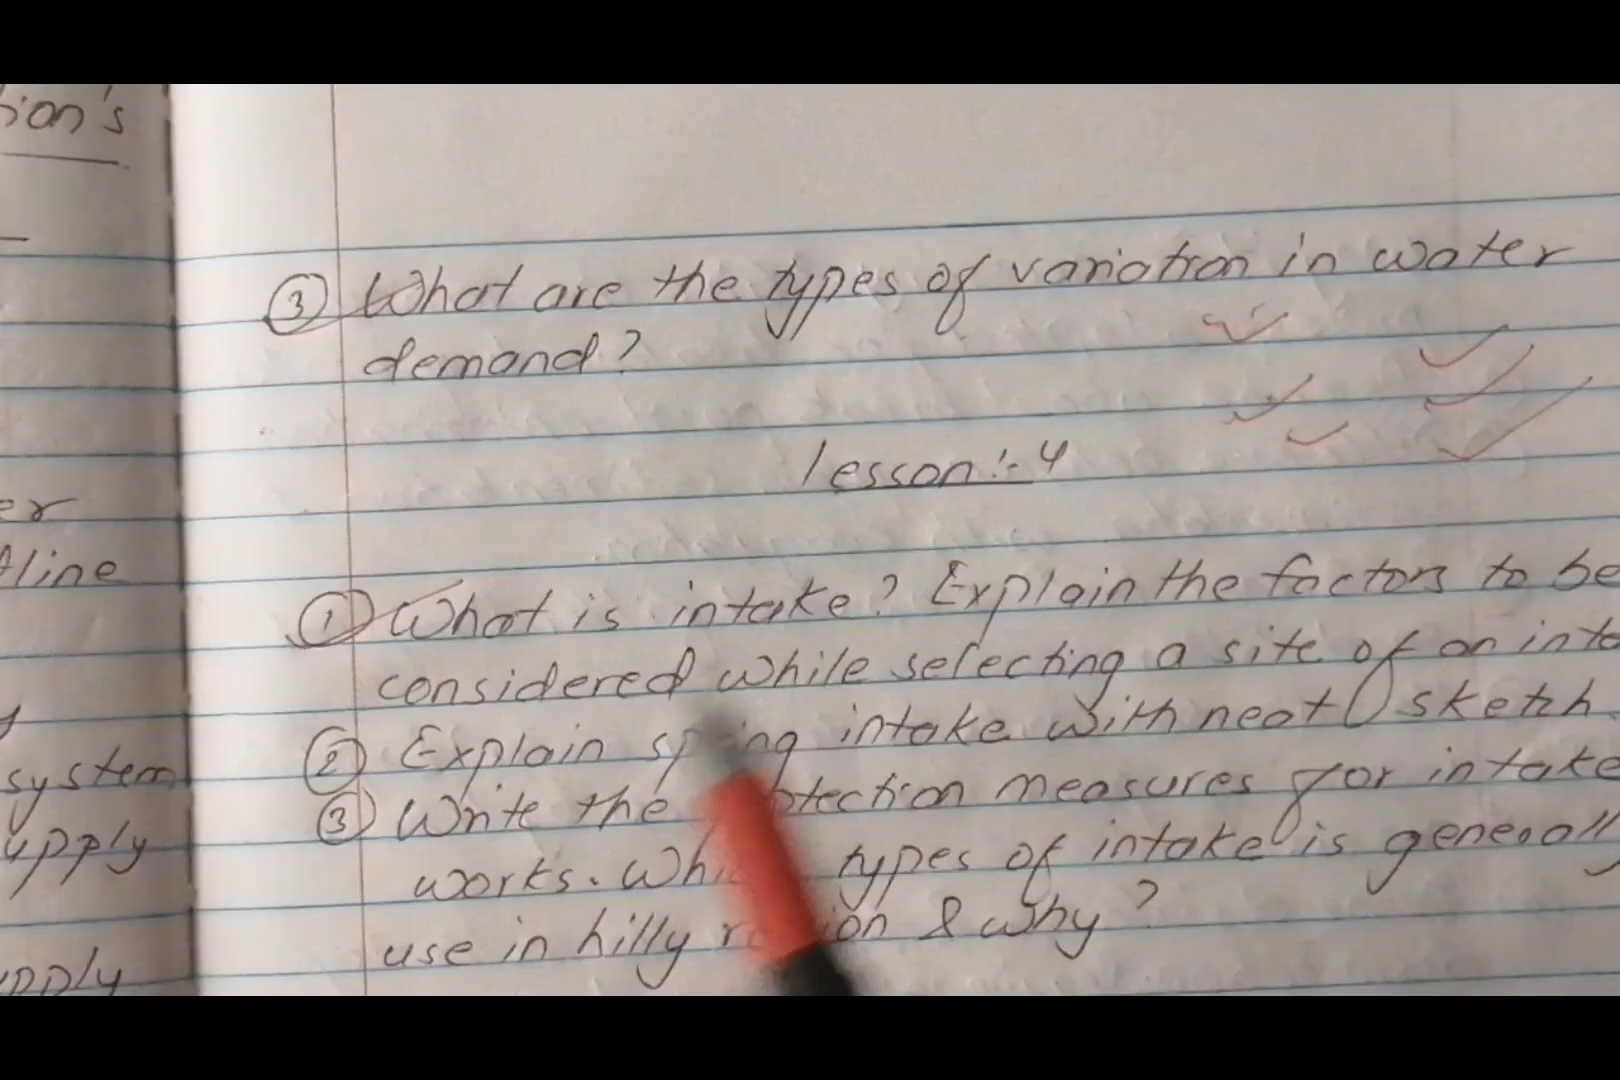 ion's
er
line
system
upply
pply
③ What are the types of variation in water
demand?
lesson :- 4
① What is intake? Explain the factors to be
considered while selecting a site of an inta
② Explain intake with neat sketch.
③ Write the measures for intake
works. types of intake is generall
use in hilly & why?